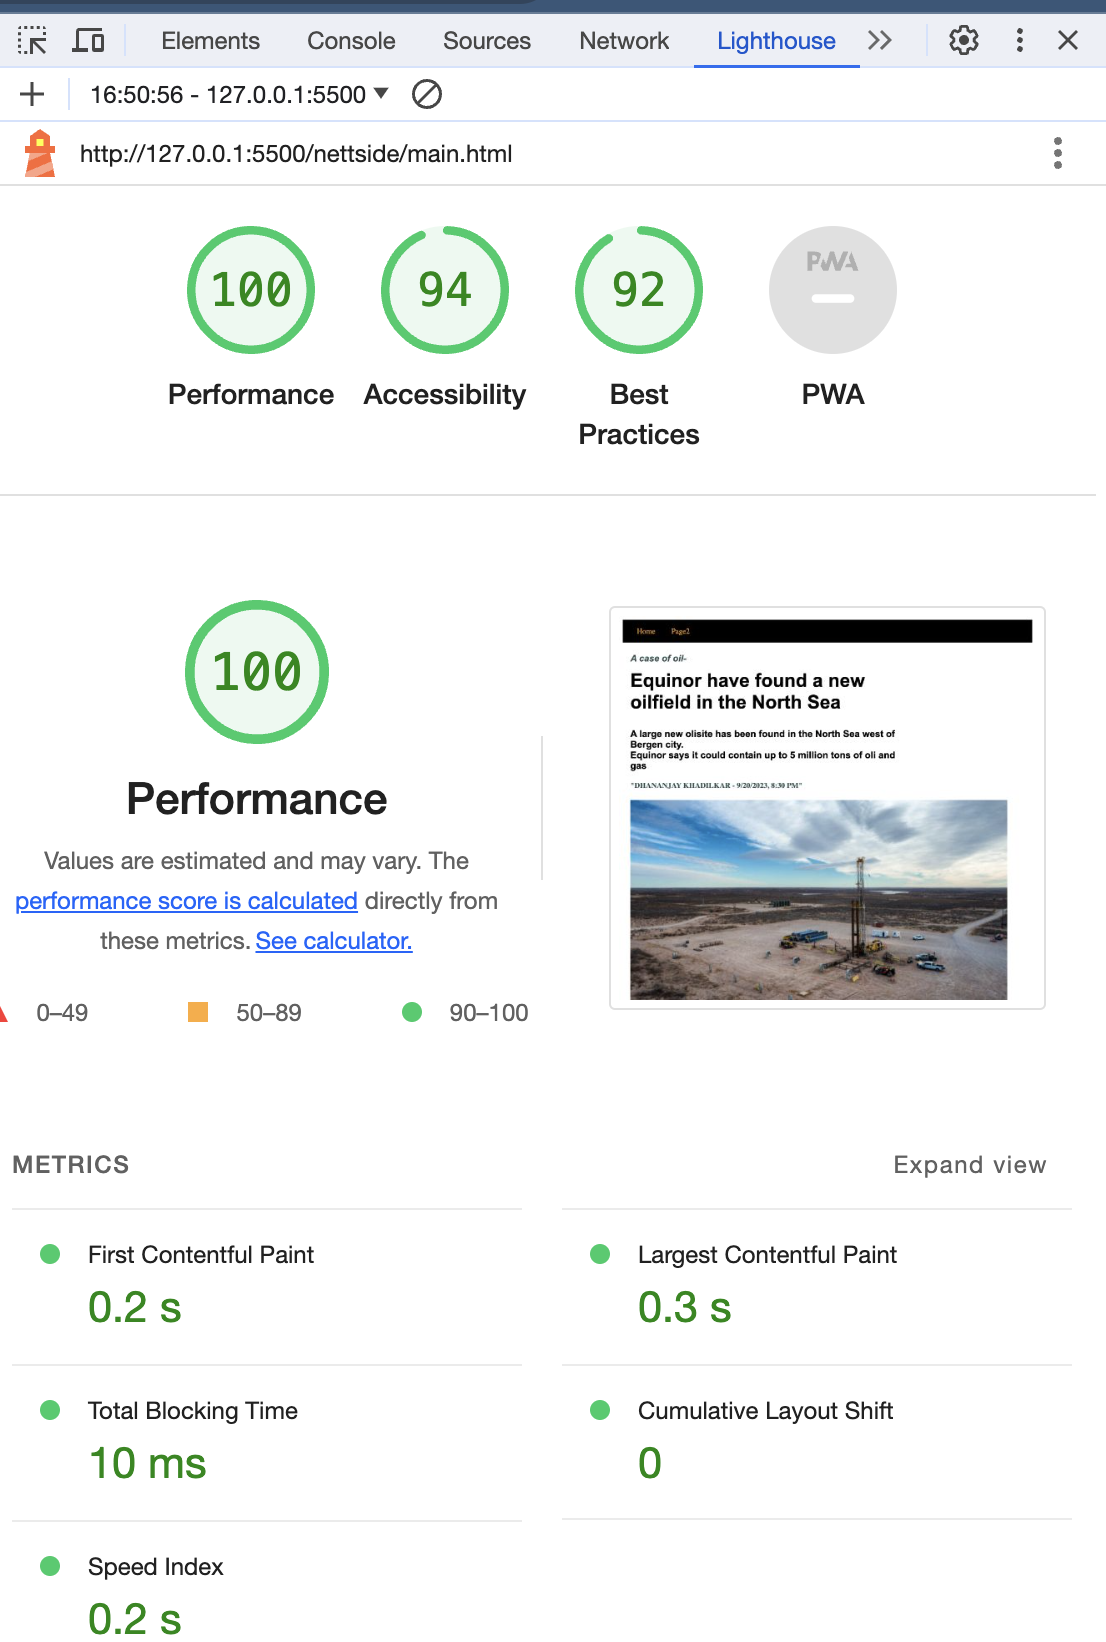 Elements Console Sources Network Lighthouse
16:50:56 - 127.0.0.1:5500
http://127.0.0.1:5500/nettside/main.html
100 94 92 PWA
Performance Accessibility Best Practices PWA
100
Performance
Values are estimated and may vary. The
performance score is calculated directly from
these metrics. See calculator.
0–49 50–89 90–100
Home Page2
A case of oil-
Equinor have found a new
oilfield in the North Sea
A large new olisite has been found in the North Sea west of
Bergen city.
Equinor says it could contain up to 5 million tons of oli and
gas
"DHANANJAY KHADILKAR - 9/20/2023, 8:30 PM"
METRICS Expand view
First Contentful Paint
0.2 s
Largest Contentful Paint
0.3 s
Total Blocking Time
10 ms
Cumulative Layout Shift
0
Speed Index
0.2 s